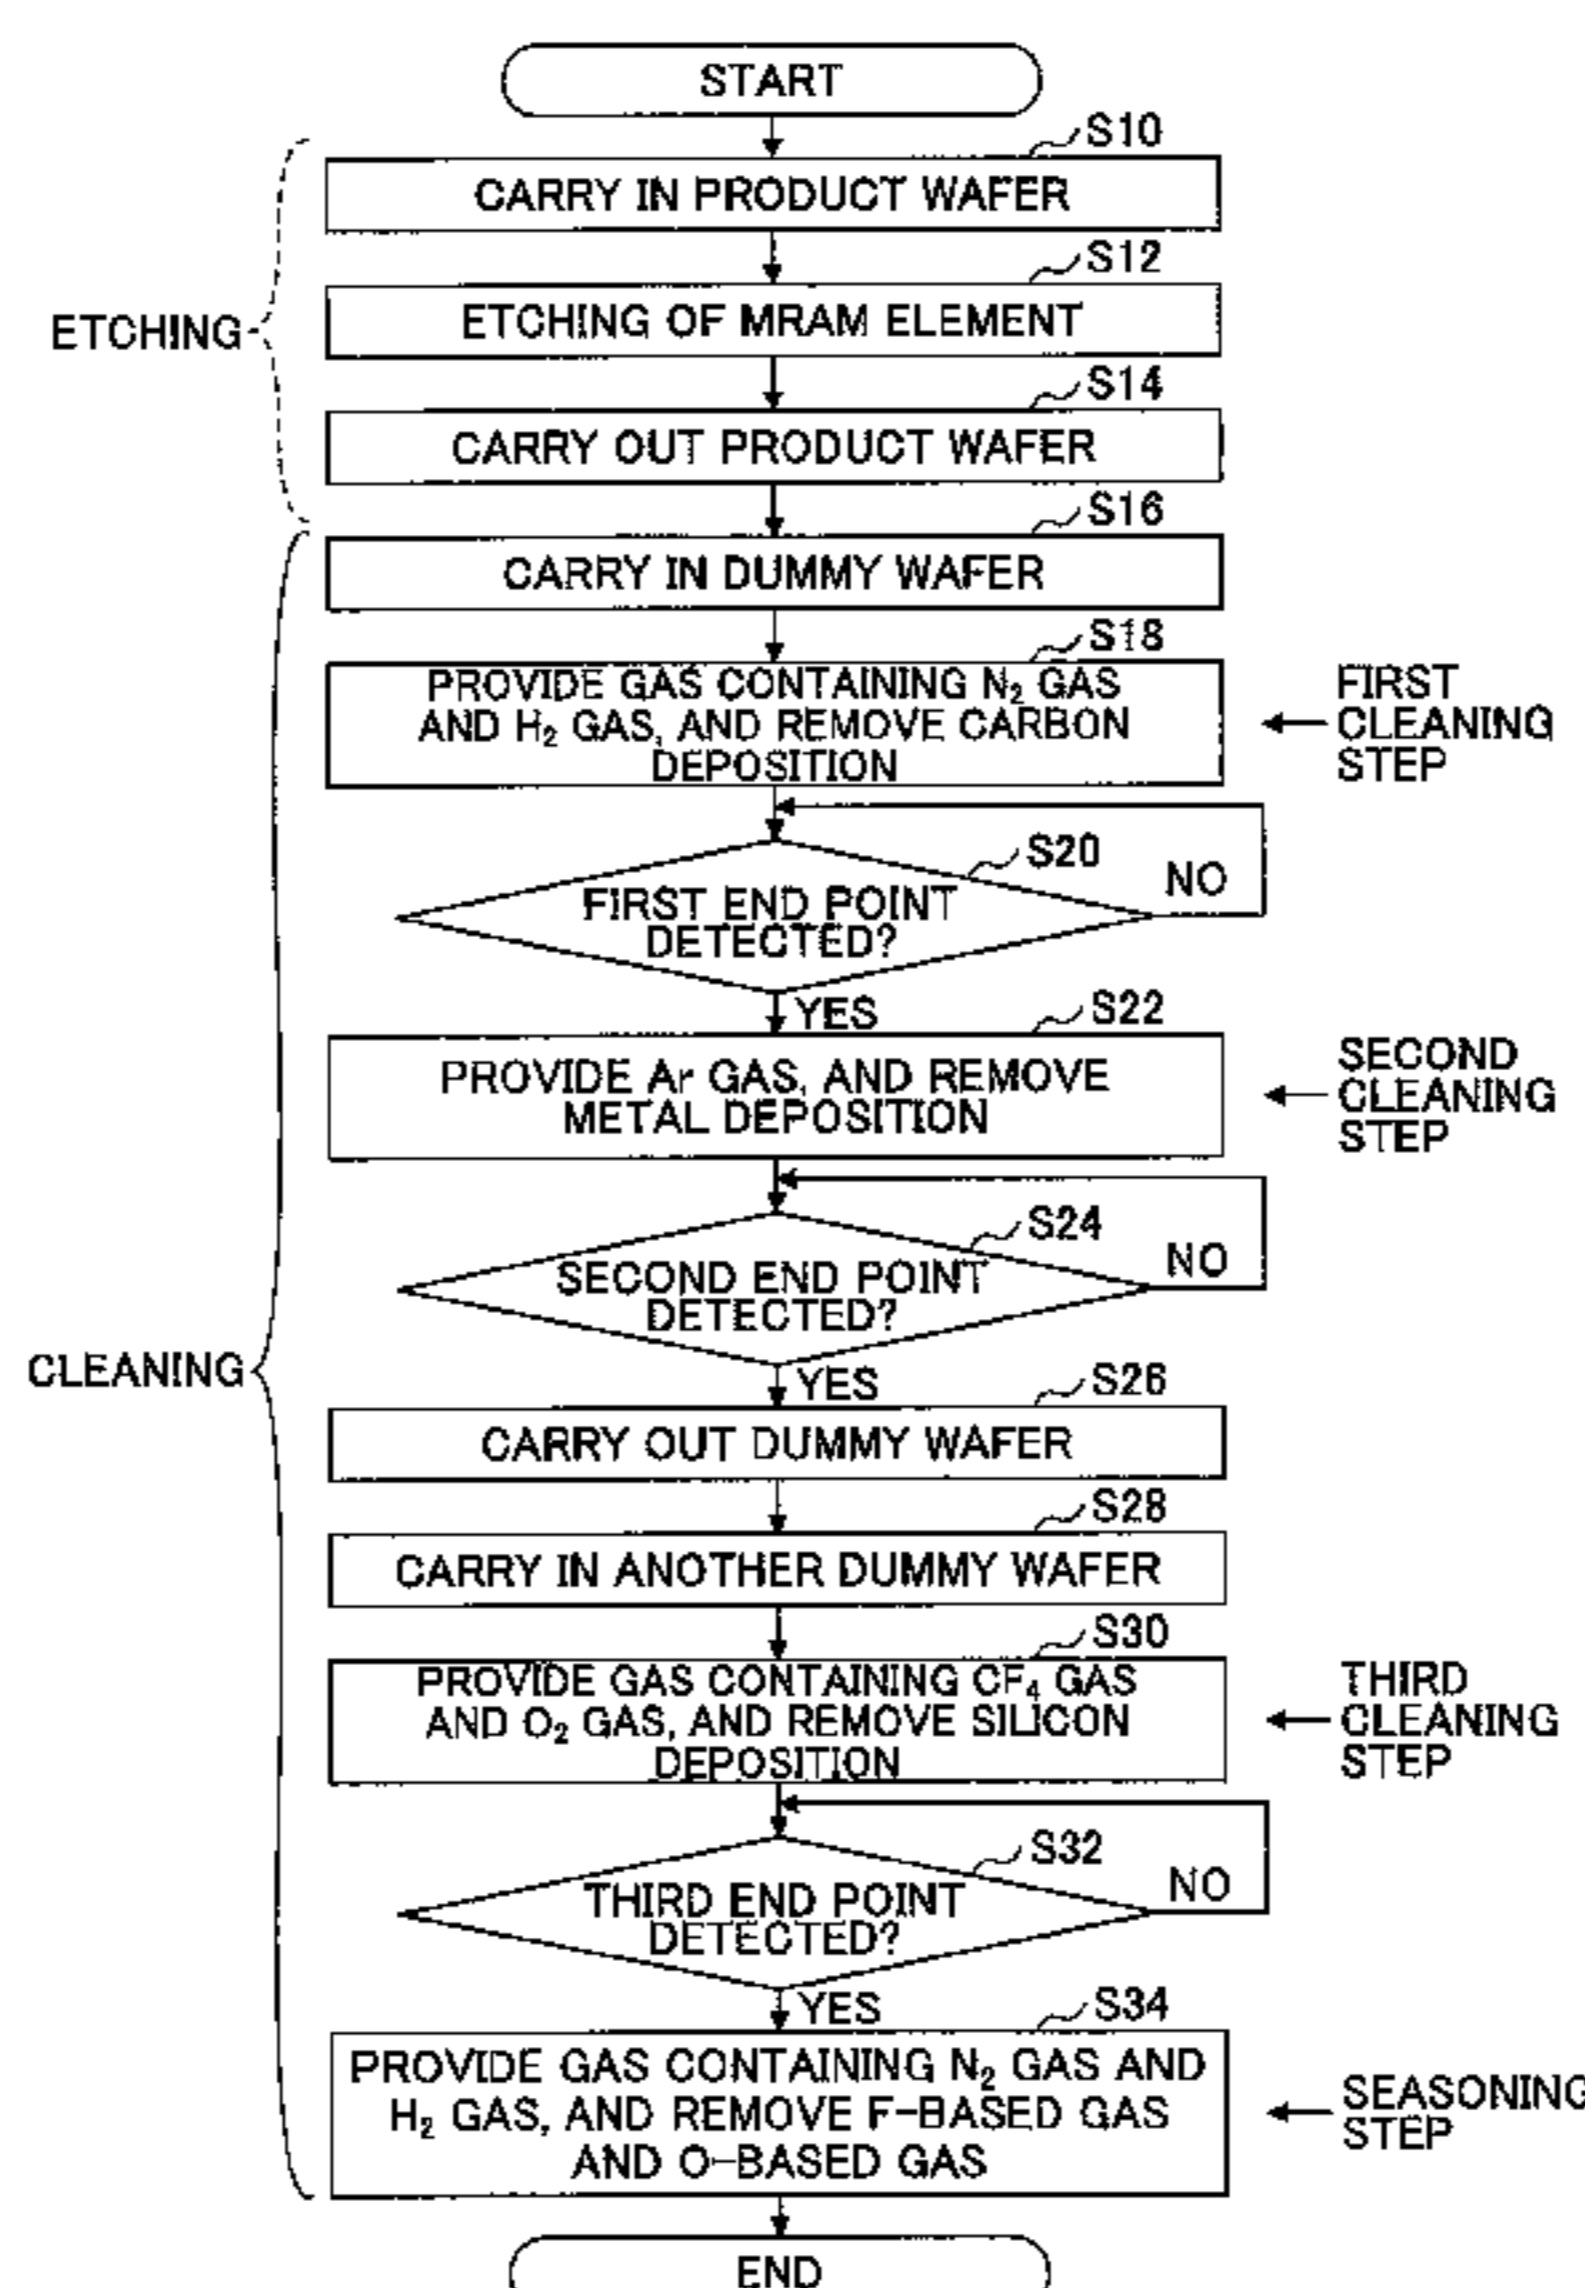 START
S10
CARRY IN PRODUCT WAFER
S12
ETCHING OF MRAM ELEMENT
ETCHING
S14
CARRY OUT PRODUCT WAFER
S16
CARRY IN DUMMY WAFER
S18
PROVIDE GAS CONTAINING N₂ GAS
AND H₂ GAS, AND REMOVE CARBON
DEPOSITION
FIRST
CLEANING
STEP
S20
NO
FIRST END POINT
DETECTED?
YES
S22
PROVIDE Ar GAS, AND REMOVE
METAL DEPOSITION
SECOND
CLEANING
STEP
S24
NO
SECOND END POINT
DETECTED?
CLEANING
YES
S26
CARRY OUT DUMMY WAFER
S28
CARRY IN ANOTHER DUMMY WAFER
S30
PROVIDE GAS CONTAINING CF₄ GAS
AND O₂ GAS, AND REMOVE SILICON
DEPOSITION
THIRD
CLEANING
STEP
S32
NO
THIRD END POINT
DETECTED?
YES
S34
PROVIDE GAS CONTAINING N₂ GAS AND
H₂ GAS, AND REMOVE F-BASED GAS
AND O-BASED GAS
SEASONING
STEP
END